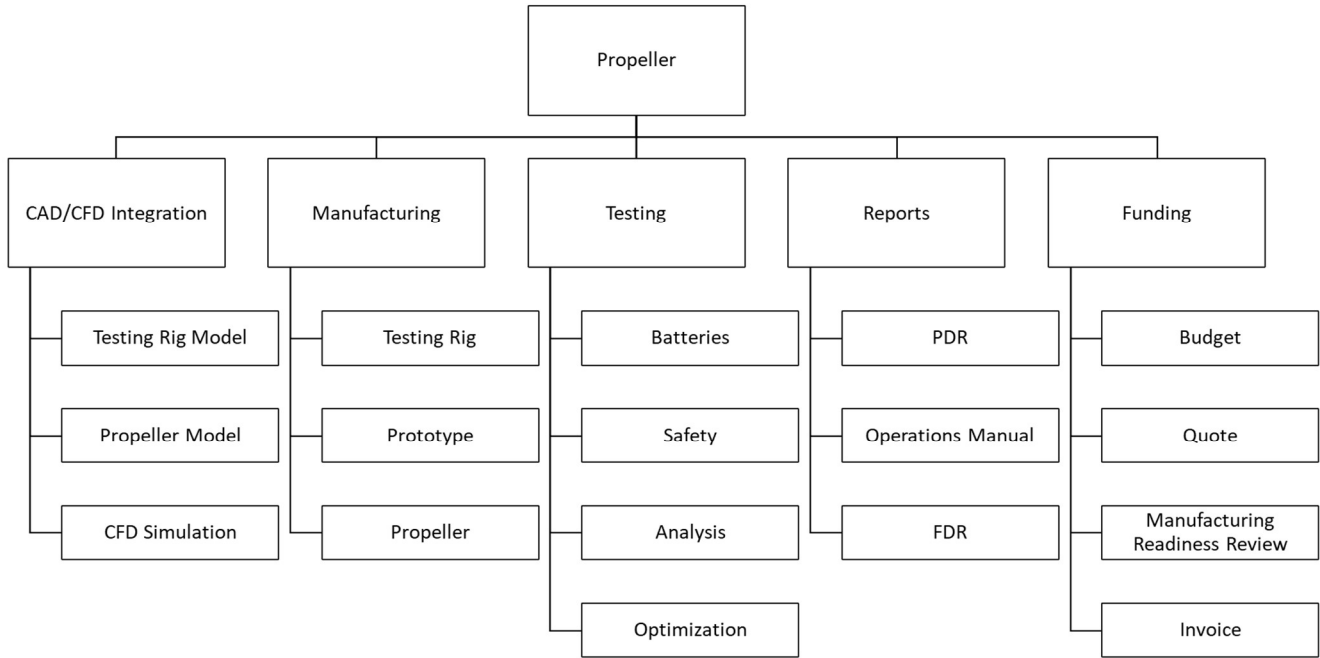 Propeller
CAD/CFD Integration
Manufacturing
Testing
Reports
Funding
Testing Rig Model
Testing Rig
Batteries
PDR
Budget
Propeller Model
Prototype
Safety
Operations Manual
Quote
CFD Simulation
Propeller
Analysis
FDR
Manufacturing
Readiness Review
Optimization
Invoice